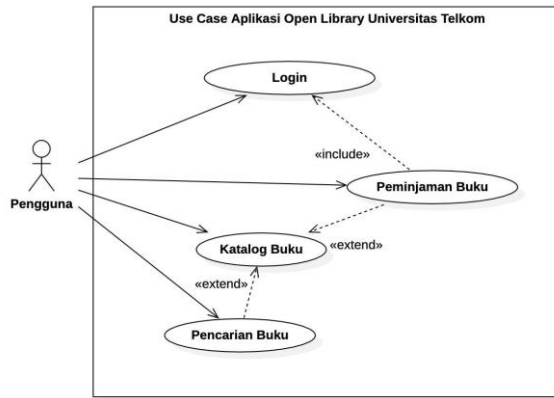 Use Case Aplikasi Open Library Universitas Telkom
Login
«include»
Pengguna
Peminjaman Buku
Katalog Buku
«extend»
«extend»
Pencarian Buku